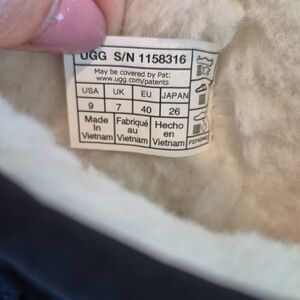 UGG S/N 1158316
May be covered by Pat:
www.ugg.com/patents
USA UK EU JAPAN
9 7 40 26
Made In Vietnam
Fabriqué au Vietnam
Hecho en Vietnam